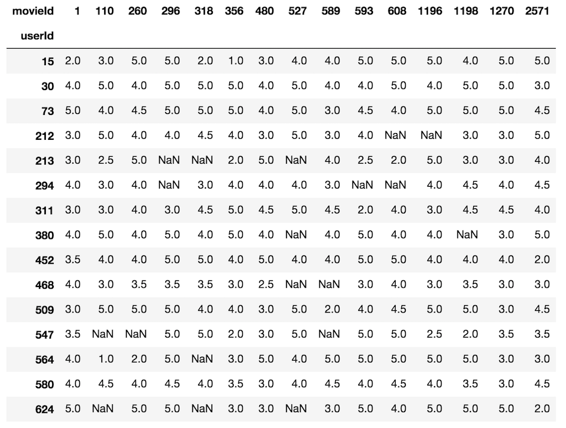 movieId 1 110 260 296 318 356 480 527 589 593 608 1196 1198 1270 2571
userId
15 2.0 3.0 5.0 5.0 2.0 1.0 3.0 4.0 4.0 5.0 5.0 5.0 4.0 5.0 5.0
30 4.0 5.0 4.0 5.0 5.0 5.0 4.0 5.0 4.0 4.0 5.0 4.0 5.0 5.0 3.0
73 5.0 4.0 4.5 5.0 5.0 5.0 4.0 5.0 3.0 4.5 4.0 5.0 5.0 5.0 4.5
212 3.0 5.0 4.0 4.0 4.5 4.0 3.0 5.0 3.0 4.0 NaN NaN 3.0 3.0 5.0
213 3.0 2.5 5.0 NaN NaN 2.0 5.0 NaN 4.0 2.5 2.0 5.0 3.0 3.0 4.0
294 4.0 3.0 4.0 NaN 3.0 4.0 4.0 4.0 3.0 NaN NaN 4.0 4.5 4.0 4.5
311 3.0 3.0 4.0 3.0 4.5 5.0 4.5 5.0 4.5 2.0 4.0 3.0 4.5 4.5 4.0
380 4.0 5.0 4.0 5.0 4.0 5.0 4.0 NaN 4.0 5.0 4.0 4.0 NaN 3.0 5.0
452 3.5 4.0 4.0 5.0 5.0 4.0 5.0 4.0 4.0 5.0 5.0 4.0 4.0 4.0 2.0
468 4.0 3.0 3.5 3.5 3.5 3.0 2.5 NaN NaN 3.0 4.0 3.0 3.5 3.0 3.0
509 3.0 5.0 5.0 5.0 4.0 4.0 3.0 5.0 2.0 4.0 4.5 5.0 5.0 3.0 4.5
547 3.5 NaN NaN 5.0 5.0 2.0 3.0 5.0 NaN 5.0 5.0 2.5 2.0 3.5 3.5
564 4.0 1.0 2.0 5.0 NaN 3.0 5.0 4.0 5.0 5.0 5.0 5.0 5.0 3.0 3.0
580 4.0 4.5 4.0 4.5 4.0 3.5 3.0 4.0 4.5 4.0 4.5 4.0 3.5 3.0 4.5
624 5.0 NaN 5.0 5.0 NaN 3.0 3.0 NaN 3.0 5.0 4.0 5.0 5.0 5.0 2.0